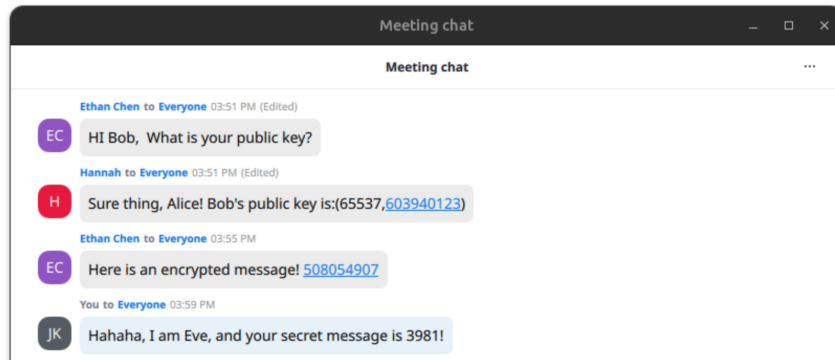 Meeting chat
Meeting chat
Ethan Chen to Everyone 03:51 PM (Edited)
EC
HI Bob,  What is your public key?
Hannah to Everyone 03:51 PM (Edited)
H
Sure thing, Alice! Bob's public key is:(65537,603940123)
Ethan Chen to Everyone 03:55 PM
EC
Here is an encrypted message! 508054907
You to Everyone 03:59 PM
JK
Hahaha, I am Eve, and your secret message is 3981!